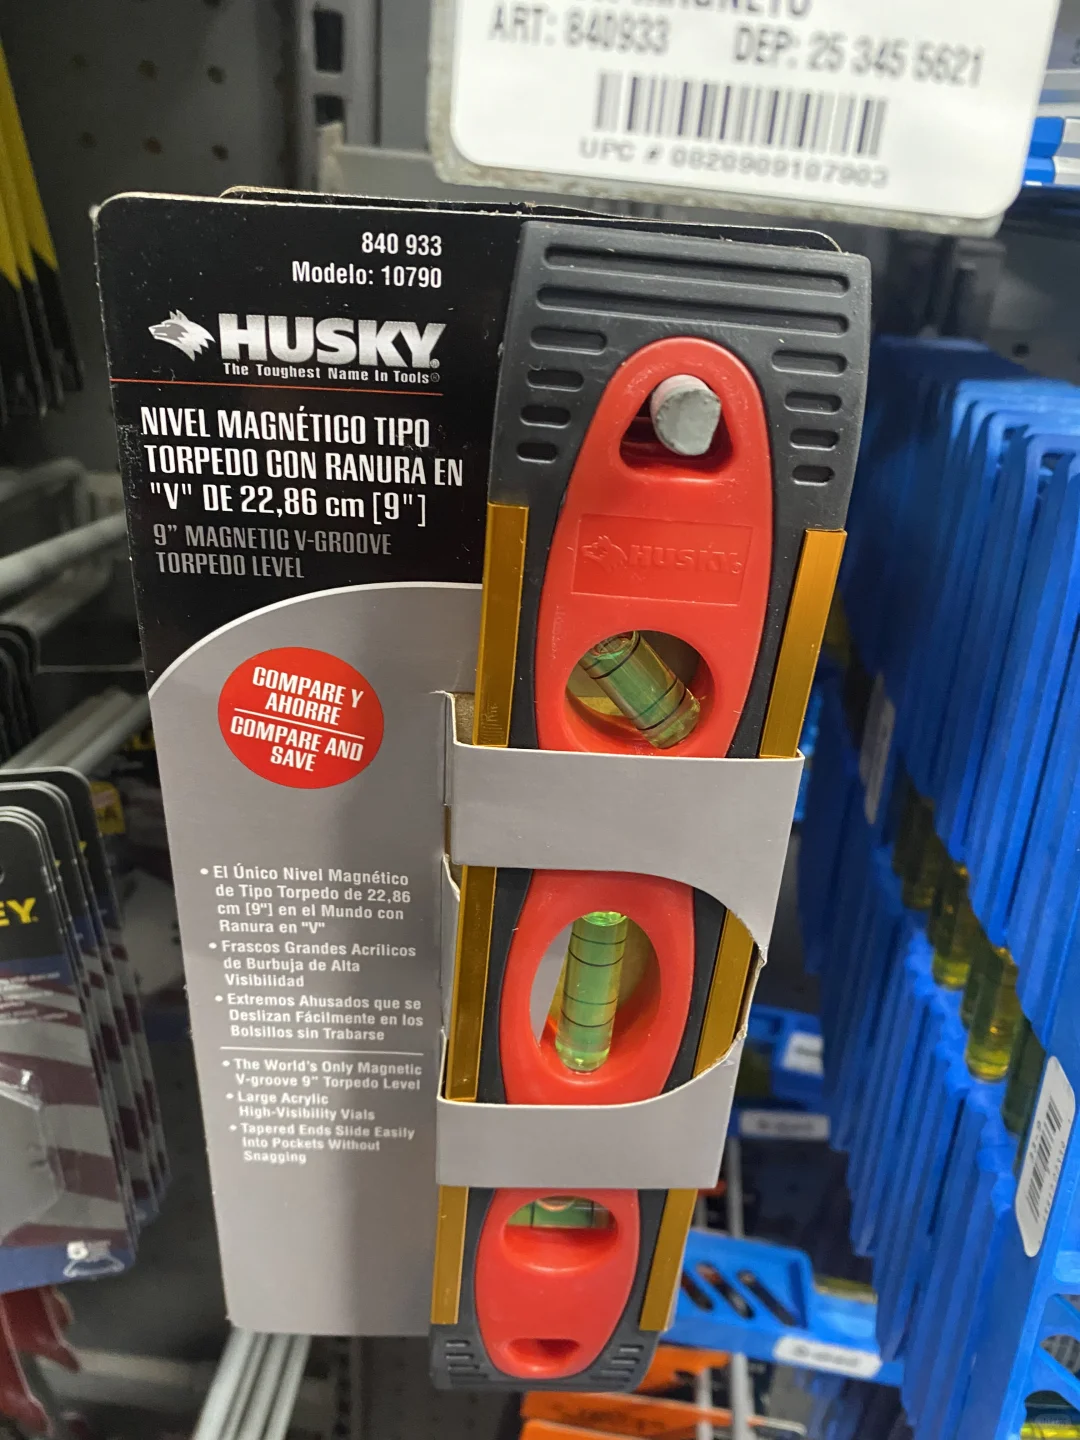 ART: 840933 DEP: 25 345 5621
UPC # 0820909107903
840 933
Modelo: 10790
HUSKY®
The Toughest Name In Tools®
NIVEL MAGNÉTICO TIPO
TORPEDO CON RANURA EN
"V" DE 22,86 cm [9"]
9" MAGNETIC V-GROOVE
TORPEDO LEVEL
COMPARE Y
AHORRE
COMPARE AND
SAVE
• El Único Nivel Magnético
de Tipo Torpedo de 22,86
cm [9"] en el Mundo con
Ranura en "V"
• Frascos Grandes Acrílicos
de Burbuja de Alta
Visibilidad
• Extremos Ahusados que se
Deslizan Fácilmente en los
Bolsillos sin Trabarse
• The World's Only Magnetic
V-groove 9" Torpedo Level
• Large Acrylic
High-Visibility Vials
• Tapered Ends Slide Easily
Into Pockets Without
Snagging
HUSKY
EY